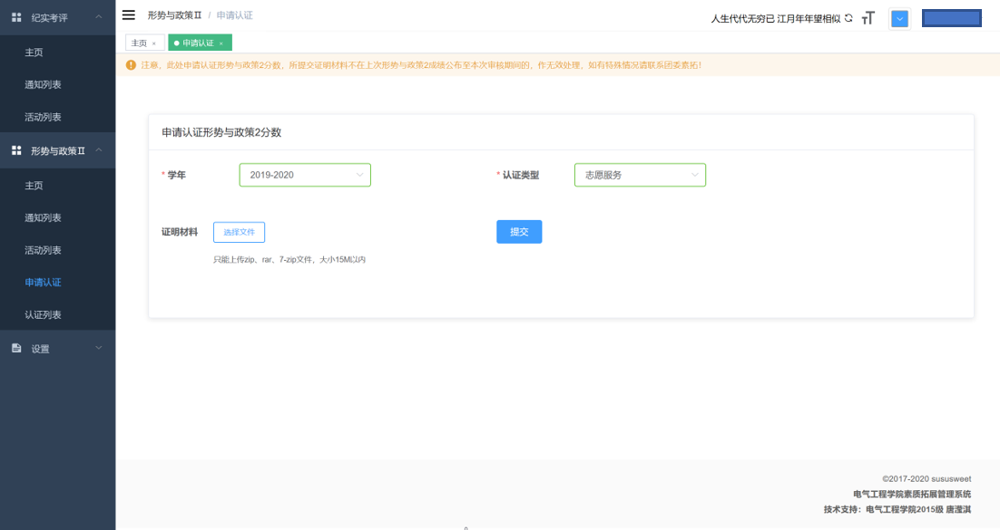 纪实考评
主页
通知列表
活动列表
形势与政策Ⅱ
主页
通知列表
活动列表
申请认证
认证列表
设置
形势与政策Ⅱ / 申请认证
人生代代无穷已 江月年年望相似
主页 ×
申请认证 ×
注意，此处申请认证形势与政策2分数，所提交证明材料不在上次形势与政策2成绩公布至本次审核期间的，作无效处理，如有特殊情况请联系团委素拓!
申请认证形势与政策2分数
* 学年 2019-2020
* 认证类型 志愿服务
证明材料 选择文件
提交
只能上传zip、rar、7-zip文件，大小15M以内
©2017-2020 sususweet
电气工程学院素质拓展管理系统
技术支持：电气工程学院2015级 唐滢淇